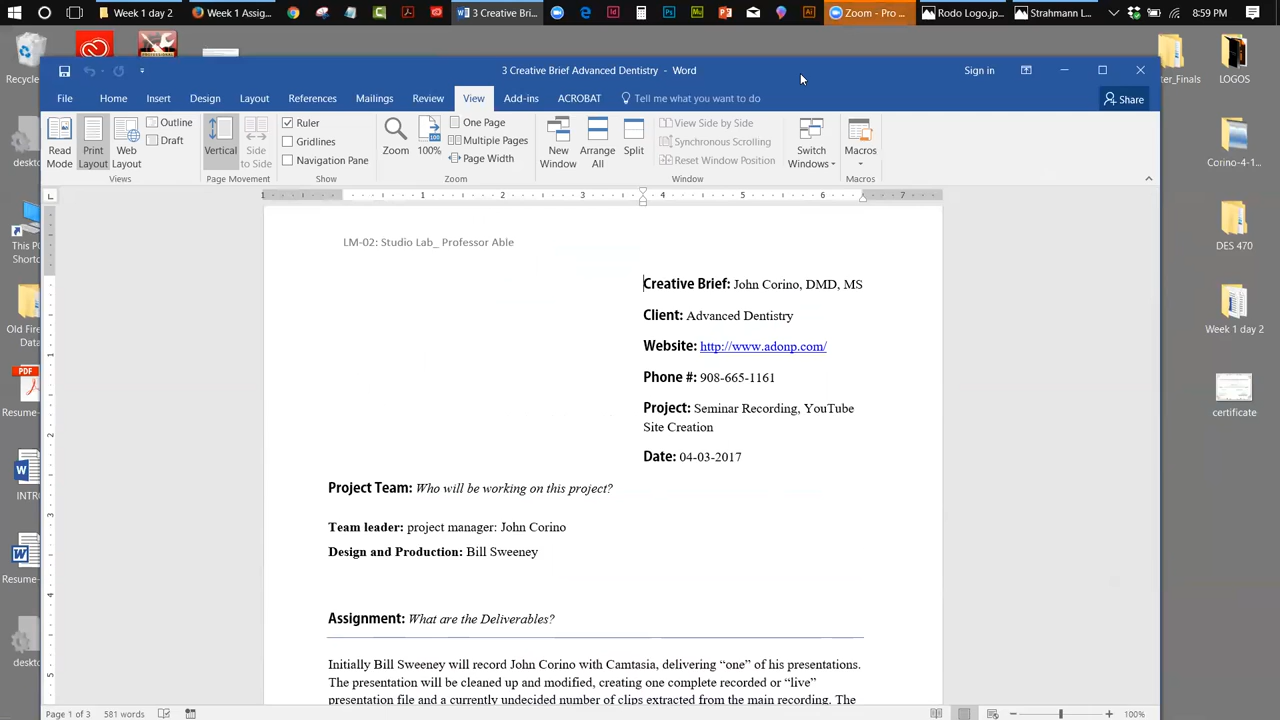 Week 1 day 2
Week 1 Assig...
3 Creative Bri...
Zoom - Pro ...
Rodo Logo.jp...
Strahmann L...
8:59 PM
3 Creative Brief Advanced Dentistry - Word
Sign in
File
Home
Insert
Design
Layout
References
Mailings
Review
View
Add-ins
ACROBAT
Tell me what you want to do
Share
Read Mode
Print Layout
Web Layout
Outline
Draft
Views
Vertical
Side to Side
Page Movement
Ruler
Gridlines
Navigation Pane
Show
Zoom
100%
One Page
Multiple Pages
Page Width
Zoom
New Window
Arrange All
Split
View Side by Side
Synchronous Scrolling
Reset Window Position
Window
Switch Windows
Macros
Macros
LM-02: Studio Lab_ Professor Able
Creative Brief: John Corino, DMD, MS
Client: Advanced Dentistry
Website: http://www.adonp.com/
Phone #: 908-665-1161
Project: Seminar Recording, YouTube
Site Creation
Date: 04-03-2017
Project Team: Who will be working on this project?
Team leader: project manager: John Corino
Design and Production: Bill Sweeney
Assignment: What are the Deliverables?
Initially Bill Sweeney will record John Corino with Camtasia, delivering “one” of his presentations.
The presentation will be cleaned up and modified, creating one complete recorded or “live”
presentation file and a currently undecided number of clips extracted from the main recording. The
Page 1 of 3
581 words
100%
Recycle
deskto
This PC
Shortc
Old Fire
Data
PDF
Resume-
INTR
desktop
ter_Finals
LOGOS
Corino-4-1...
DES 470
Week 1 day 2
certificate